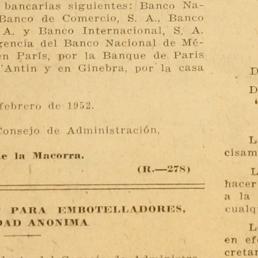 bancarias siguientes: Banco Na-
Banco de Comercio, S. A., Banco
A. y Banco Internacional, S. A.
gencia del Banco Nacional de Mé-
en París, por la Banque de Paris
d'Antin y en Ginebra, por la casa
febrero de 1952.
Consejo de Administración,
de la Macorra.
(R.—278)
PARA EMBOTELLADORES,
DAD ANONIMA
D
D
L
cisam
L
hacer
a la
cualq
L
en ef
cretar